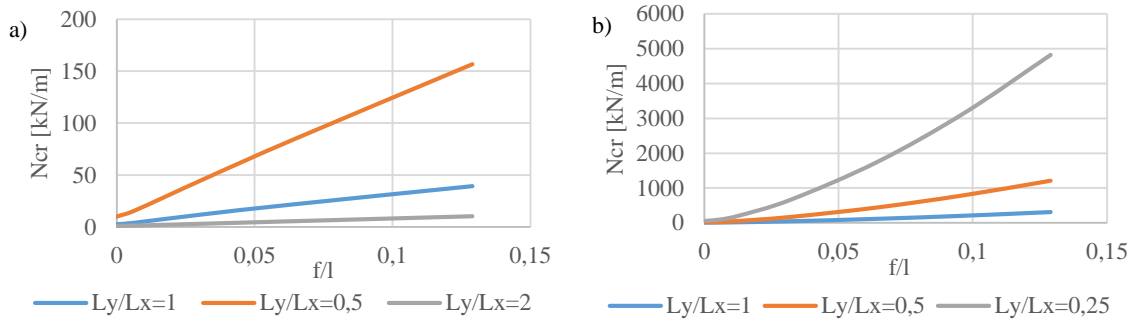 a)
Ncr [kN/m]
200
150
100
50
0
0 0,05 0,1 0,15
f/l
Ly/Lx=1 Ly/Lx=0,5 Ly/Lx=2
b)
Ncr [kN/m]
6000
5000
4000
3000
2000
1000
0
0 0,05 0,1 0,15
f/l
Ly/Lx=1 Ly/Lx=0,5 Ly/Lx=0,25